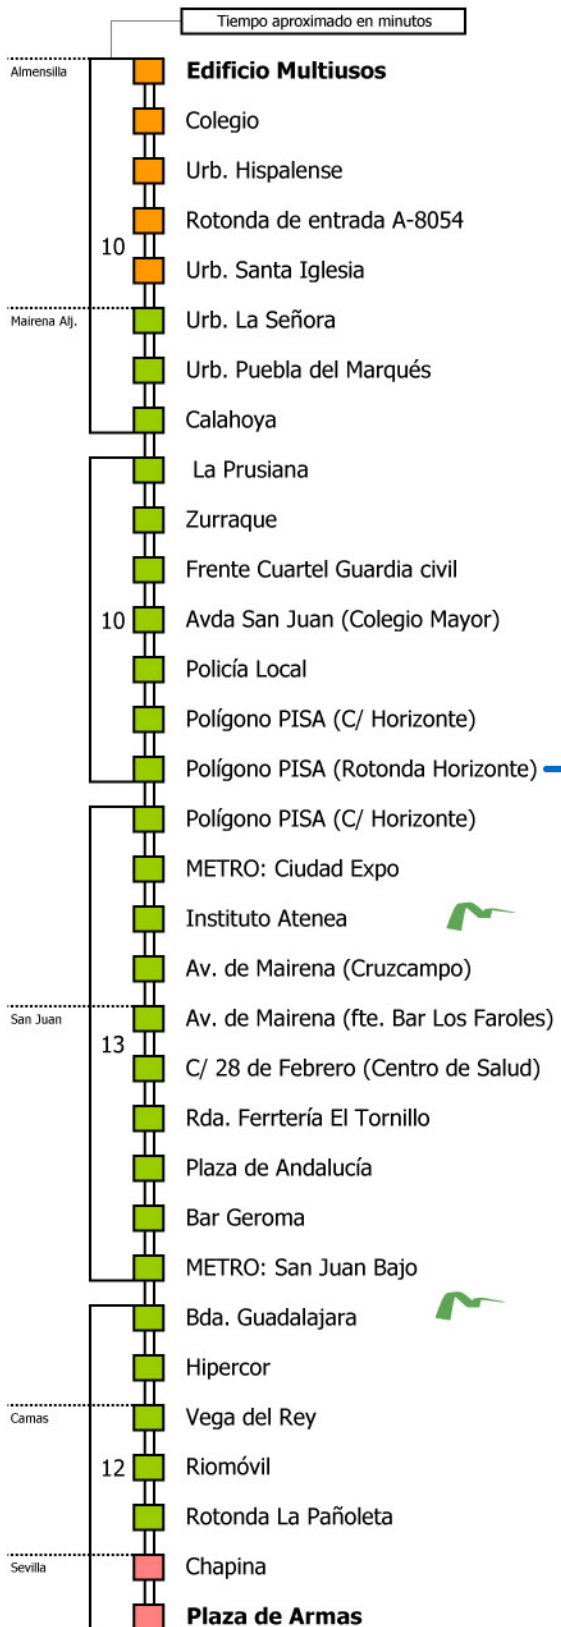 Tiempo aproximado en minutos
Almensilla
Edificio Multiusos
Colegio
Urb. Hispalense
Rotonda de entrada A-8054
10
Urb. Santa Iglesia
Mairena Alj.
Urb. La Señora
Urb. Puebla del Marqués
Calahoya
La Prusiana
Zurraque
Frente Cuartel Guardia civil
10
Avda San Juan (Colegio Mayor)
Policía Local
Polígono PISA (C/ Horizonte)
Polígono PISA (Rotonda Horizonte)
Polígono PISA (C/ Horizonte)
METRO: Ciudad Expo
Instituto Atenea
Av. de Mairena (Cruzcampo)
San Juan
Av. de Mairena (fte. Bar Los Faroles)
13
C/ 28 de Febrero (Centro de Salud)
Rda. Ferrtería El Tornillo
Plaza de Andalucía
Bar Geroma
METRO: San Juan Bajo
Bda. Guadalajara
Hipercor
Camas
Vega del Rey
12
Riomóvil
Rotonda La Pañoleta
Sevilla
Chapina
Plaza de Armas